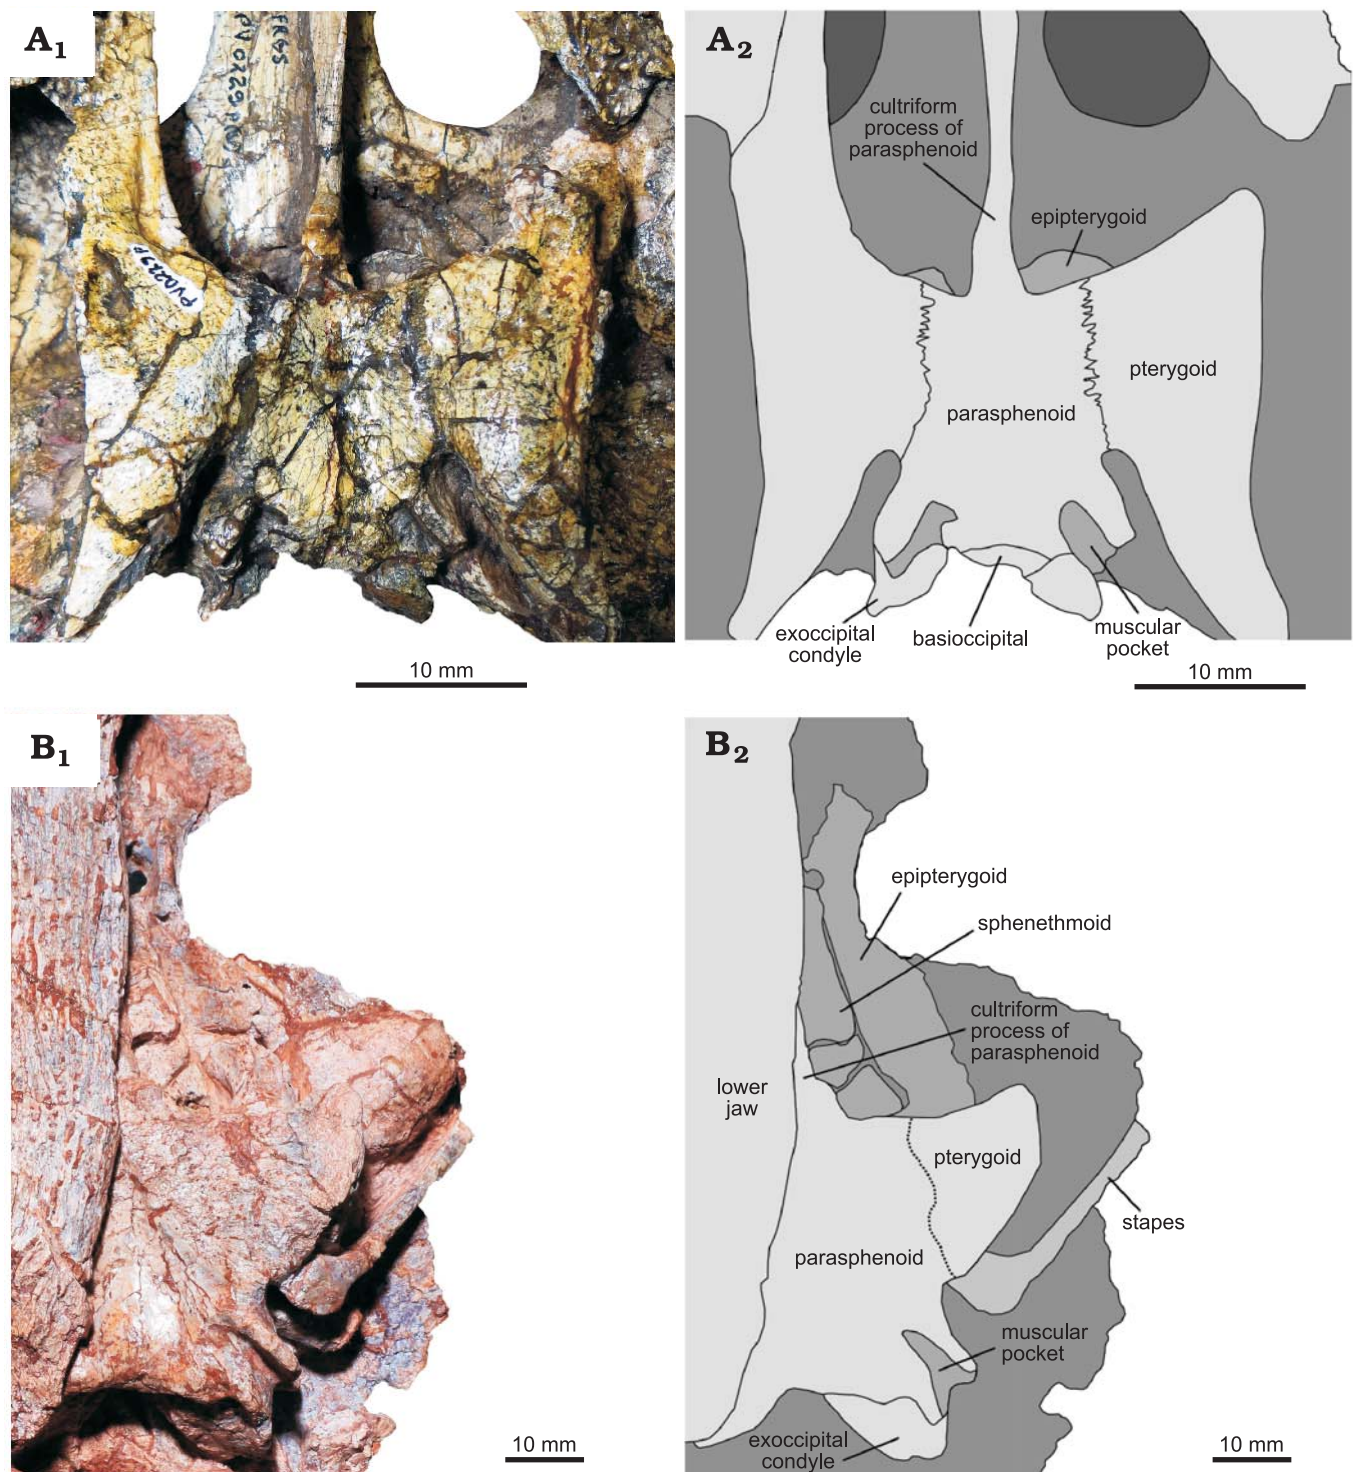 A1
FR65
PV0229P
A2
cultriform
process of
parasphenoid
epipterygoid
pterygoid
parasphenoid
exoccipital
condyle
basioccipital
muscular
pocket
10 mm
10 mm
B1
B2
epipterygoid
sphenethmoid
cultriform
process of
parasphenoid
lower
jaw
pterygoid
stapes
parasphenoid
muscular
pocket
exoccipital
condyle
10 mm
10 mm